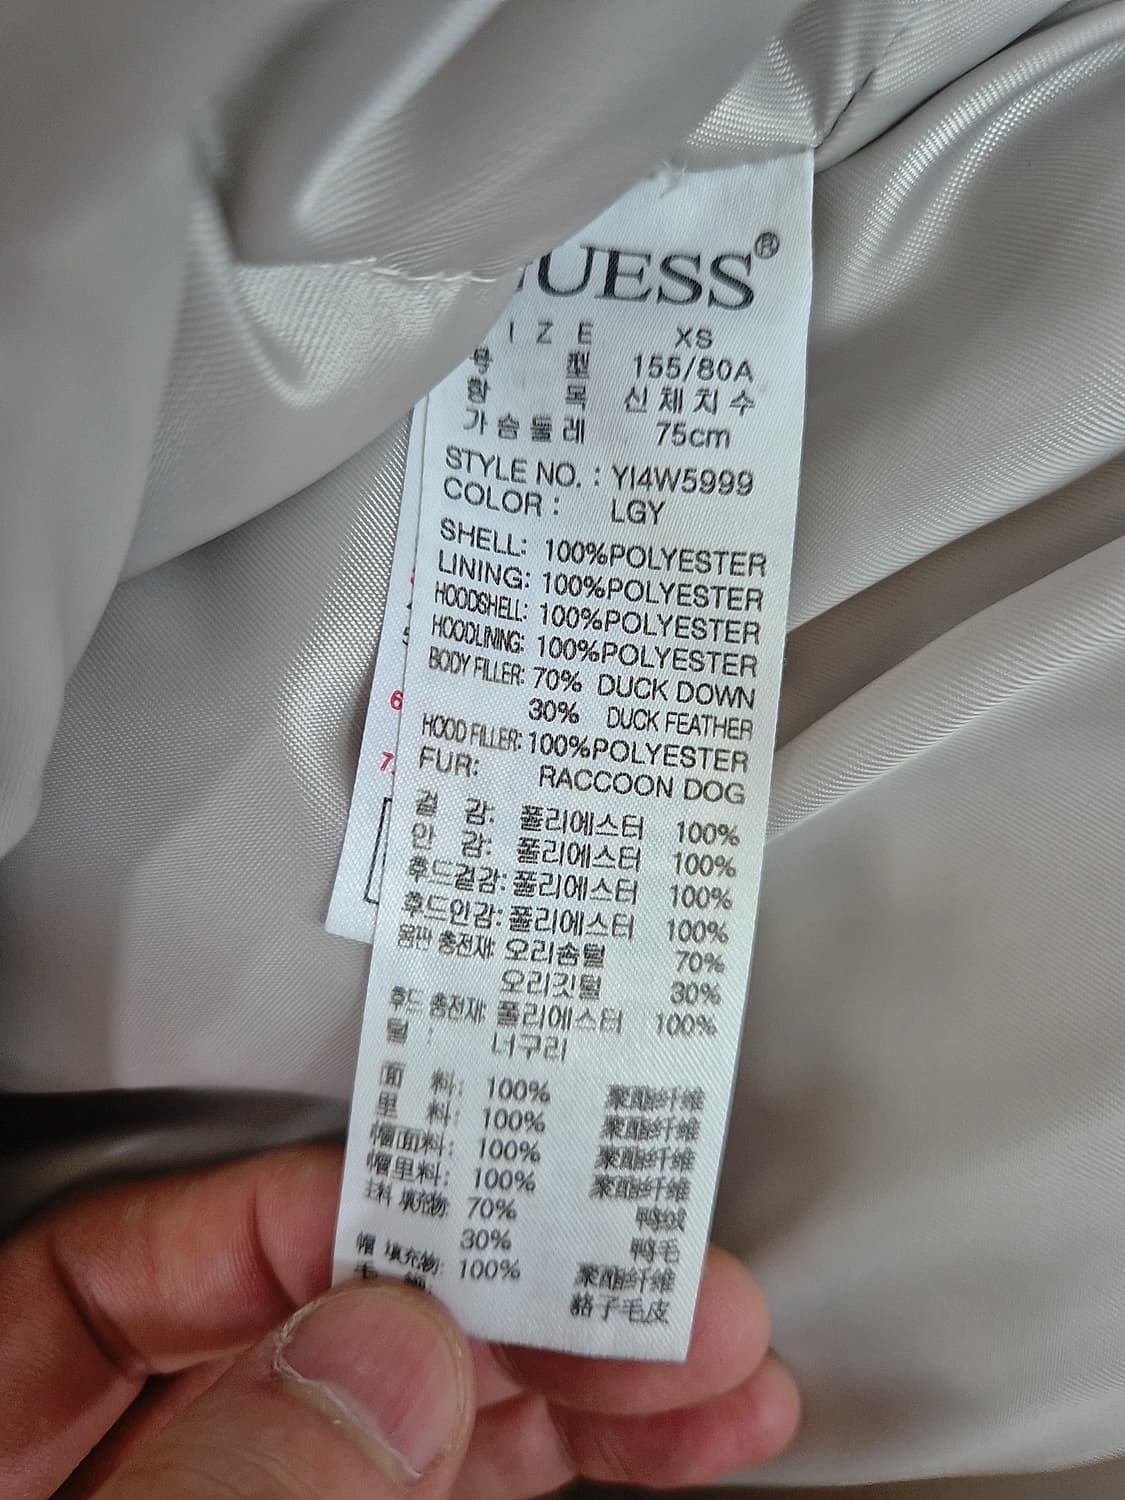 GUESS®
SIZE XS
号 型 155/80A
항 목 신체치수
가슴둘레 75cm
STYLE NO. : YI4W5999
COLOR : LGY
SHELL: 100%POLYESTER
LINING: 100%POLYESTER
HOODSHELL: 100%POLYESTER
HOODLINING: 100%POLYESTER
BODY FILLER: 70% DUCK DOWN
30% DUCK FEATHER
HOOD FILLER: 100%POLYESTER
FUR: RACCOON DOG
겉 감: 폴리에스터 100%
안 감: 폴리에스터 100%
후드겉감: 폴리에스터 100%
후드안감: 폴리에스터 100%
몸판 충전재: 오리솜털 70%
오리깃털 30%
후드 충전재: 폴리에스터 100%
털 : 너구리
面 料: 100% 聚酯纤维
里 料: 100% 聚酯纤维
帽面料: 100% 聚酯纤维
帽里料: 100% 聚酯纤维
主料 填充物: 70% 鸭绒
30% 鸭毛
帽 填充物: 100% 聚酯纤维
毛 貉子毛皮
6
7.